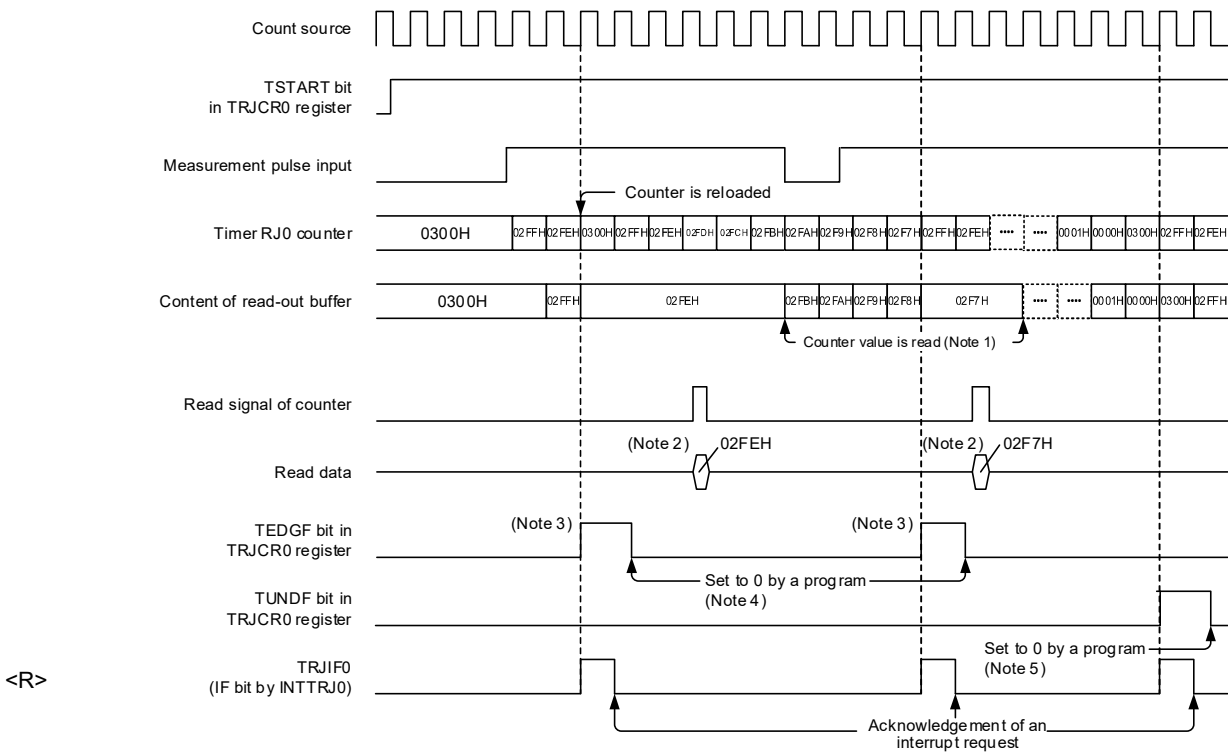 Count source
TSTART bit
in TRJCR0 register
Measurement pulse input
Counter is reloaded
Timer RJ0 counter
0300H 02FFH 02FEH 0300H 02FFH 02FEH 02FDH 02FCH 02FBH 02FAH 02F9H 02F8H 02F7H 02FFH 02FEH .... .... 0001H 0000H 0300H 02FFH 02FEH
Content of read-out buffer
0300H 02FFH 02FEH 02FBH 02FAH 02F9H 02F8H 02F7H .... .... 0001H 0000H 0300H 02FFH
Counter value is read (Note 1)
Read signal of counter
(Note 2) 02FEH (Note 2) 02F7H
Read data
TEDGF bit in
TRJCR0 register
(Note 3) (Note 3)
Set to 0 by a program
(Note 4)
TUNDF bit in
TRJCR0 register
Set to 0 by a program
(Note 5)
<R>
TRJIF0
(IF bit by INTTRJ0)
Acknowledgement of an
interrupt request